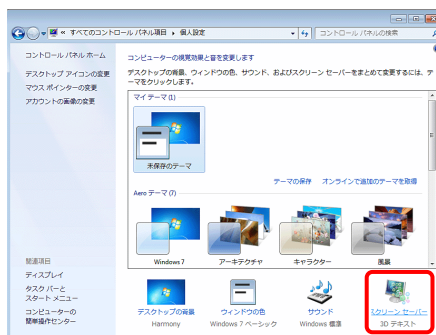 « すべてのコントロール パネル項目 ▸ 個人設定
コントロール パネルの検索
コントロール パネル ホーム
デスクトップ アイコンの変更
マウス ポインターの変更
アカウントの画像の変更
関連項目
ディスプレイ
タスク バーと
スタート メニュー
コンピューターの
簡単操作センター
コンピューターの視覚効果と音を変更します
デスクトップの背景、ウィンドウの色、サウンド、およびスクリーン セーバーをまとめて変更するには、テ
ーマをクリックします。
マイ テーマ (1)
未保存のテーマ
テーマの保存 オンラインで追加のテーマを取得
Aero テーマ (7)
Windows 7 アーキテクチャ キャラクター 風景
デスクトップの背景 ウィンドウの色 サウンド スクリーン セーバー
Harmony Windows 7 ベーシック Windows 標準 3D テキスト